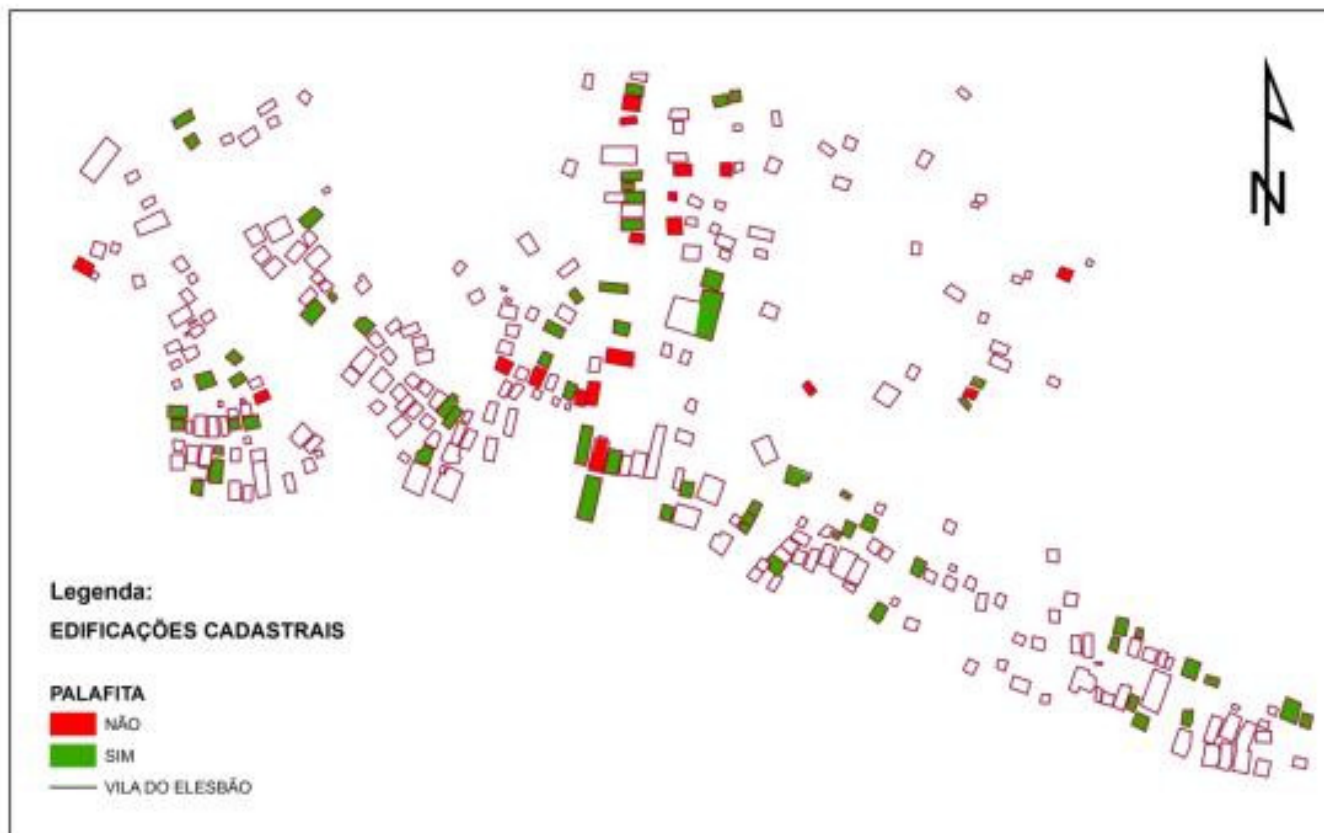 N
Legenda:
EDIFICAÇÕES CADASTRAIS
PALAFITA
NÃO
SIM
VILA DO ELESBÃO